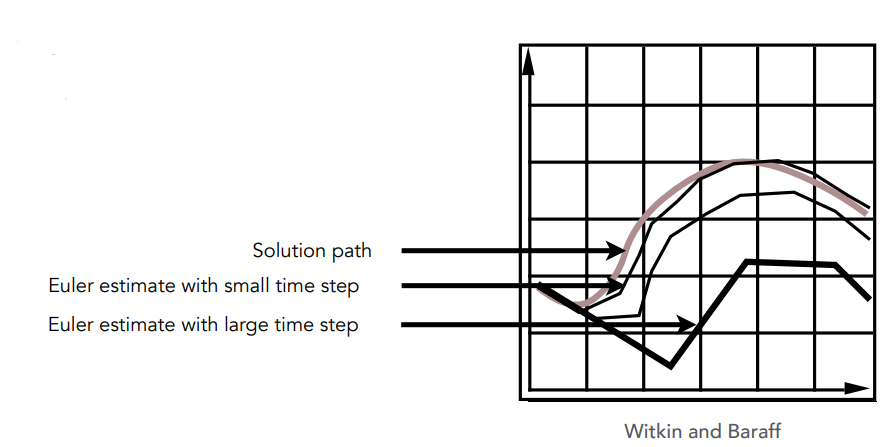 Solution path
Euler estimate with small time step
Euler estimate with large time step
Witkin and Baraff